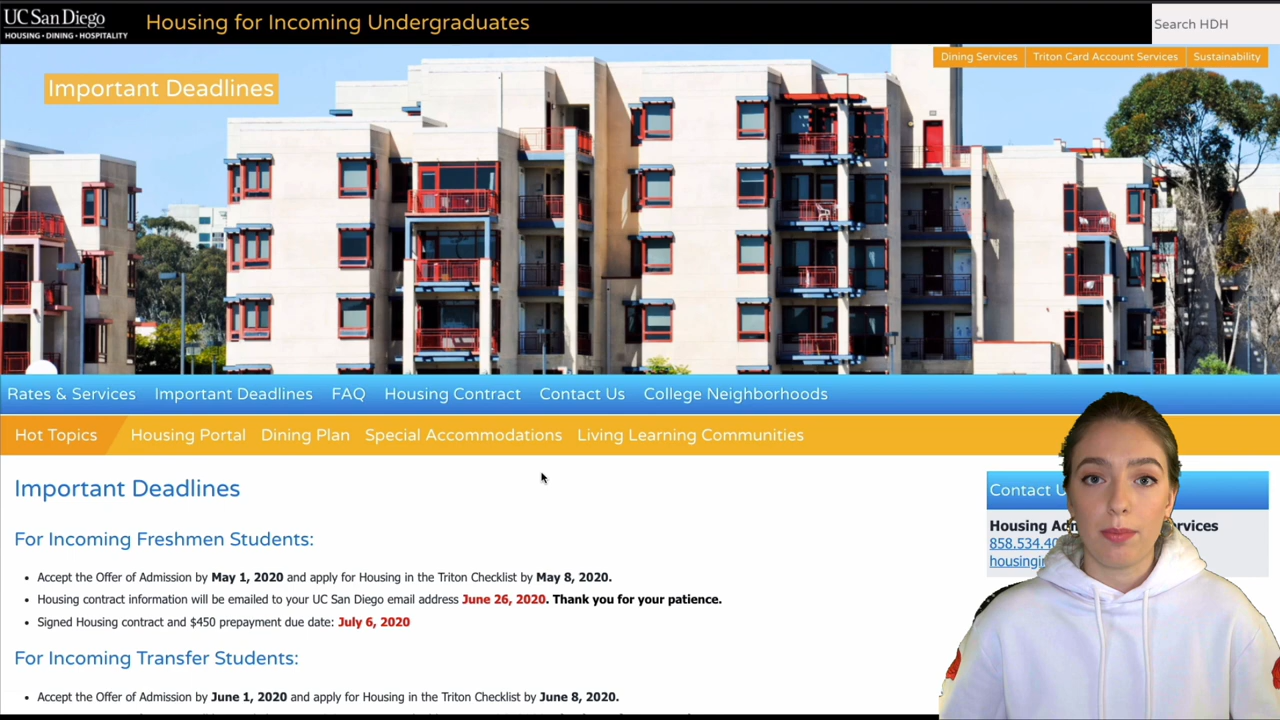 UC San Diego
HOUSING • DINING • HOSPITALITY
Housing for Incoming Undergraduates
Search HDH
Dining Services
Triton Card Account Services
Sustainability
Important Deadlines
Rates & Services
Important Deadlines
FAQ
Housing Contract
Contact Us
College Neighborhoods
Hot Topics
Housing Portal
Dining Plan
Special Accommodations
Living Learning Communities
Important Deadlines
Contact
For Incoming Freshmen Students:
Housing
858.534.
• Accept the Offer of Admission by May 1, 2020 and apply for Housing in the Triton Checklist by May 8, 2020.
• Housing contract information will be emailed to your UC San Diego email address June 26, 2020. Thank you for your patience.
• Signed Housing contract and $450 prepayment due date: July 6, 2020
For Incoming Transfer Students:
• Accept the Offer of Admission by June 1, 2020 and apply for Housing in the Triton Checklist by June 8, 2020.